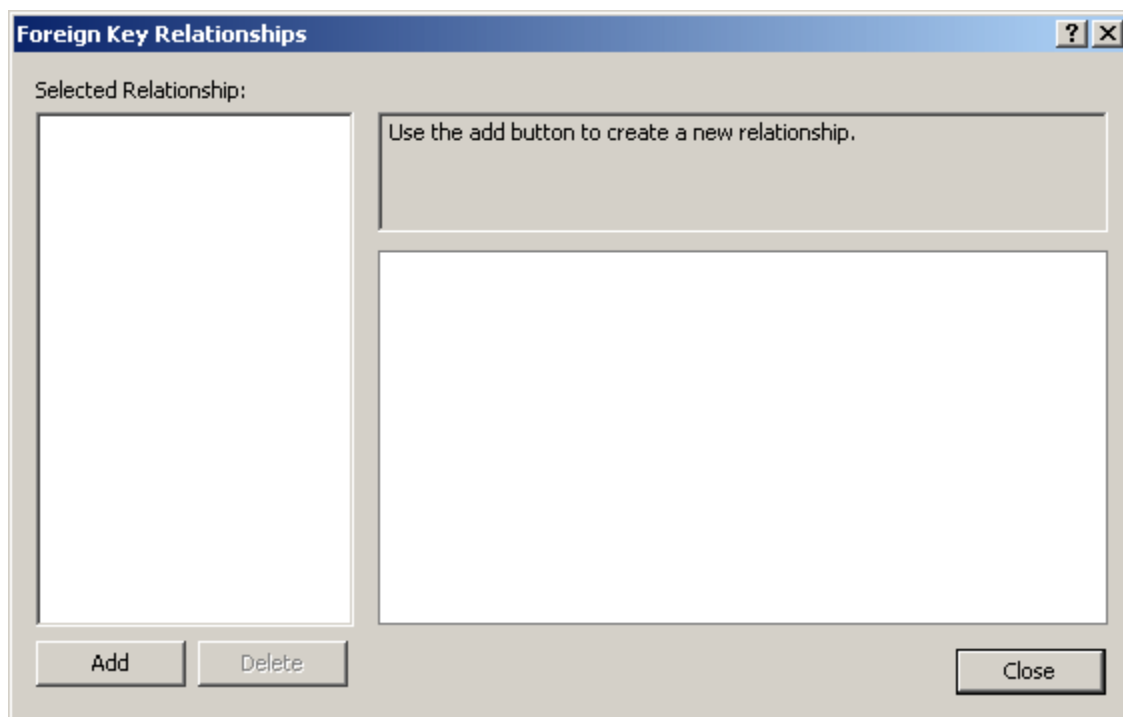 Foreign Key Relationships
Selected Relationship:
Use the add button to create a new relationship.
Add
Delete
Close